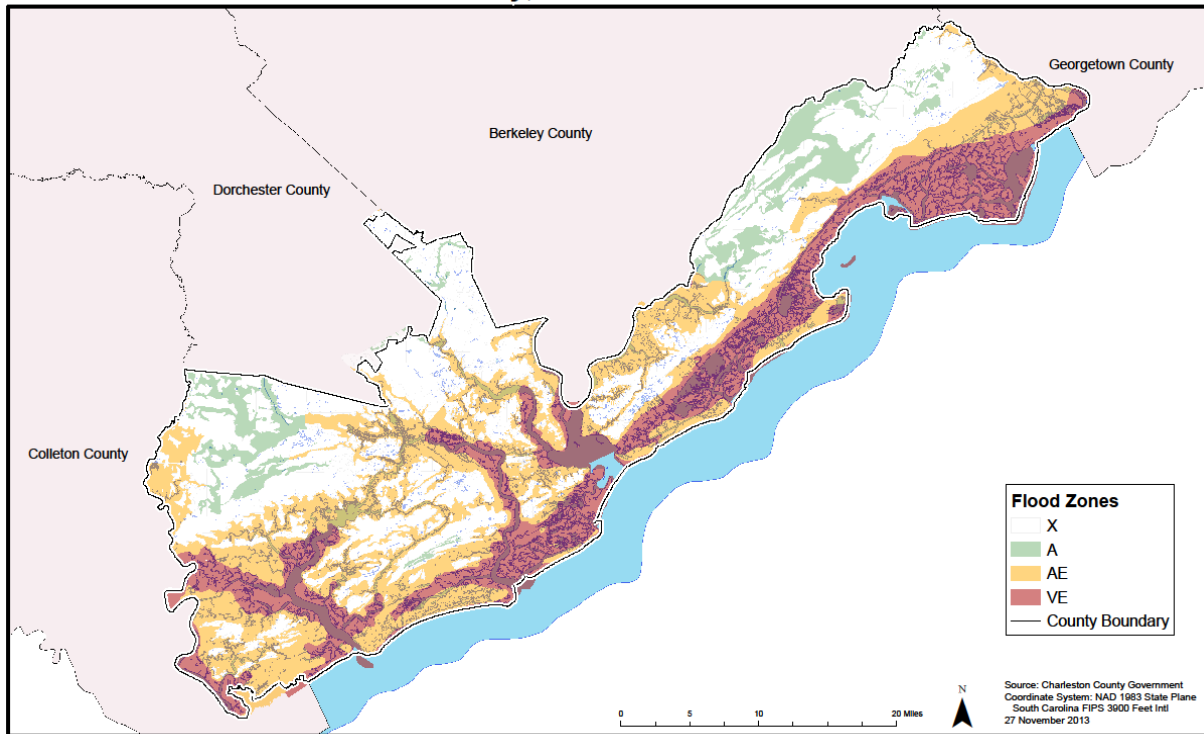 Georgetown County
Berkeley County
Dorchester County
Colleton County
Flood Zones
X
A
AE
VE
County Boundary
0 5 10 20 Miles
N
Source: Charleston County Government
Coordinate System: NAD 1983 State Plane
South Carolina FIPS 3900 Feet Intl
27 November 2013